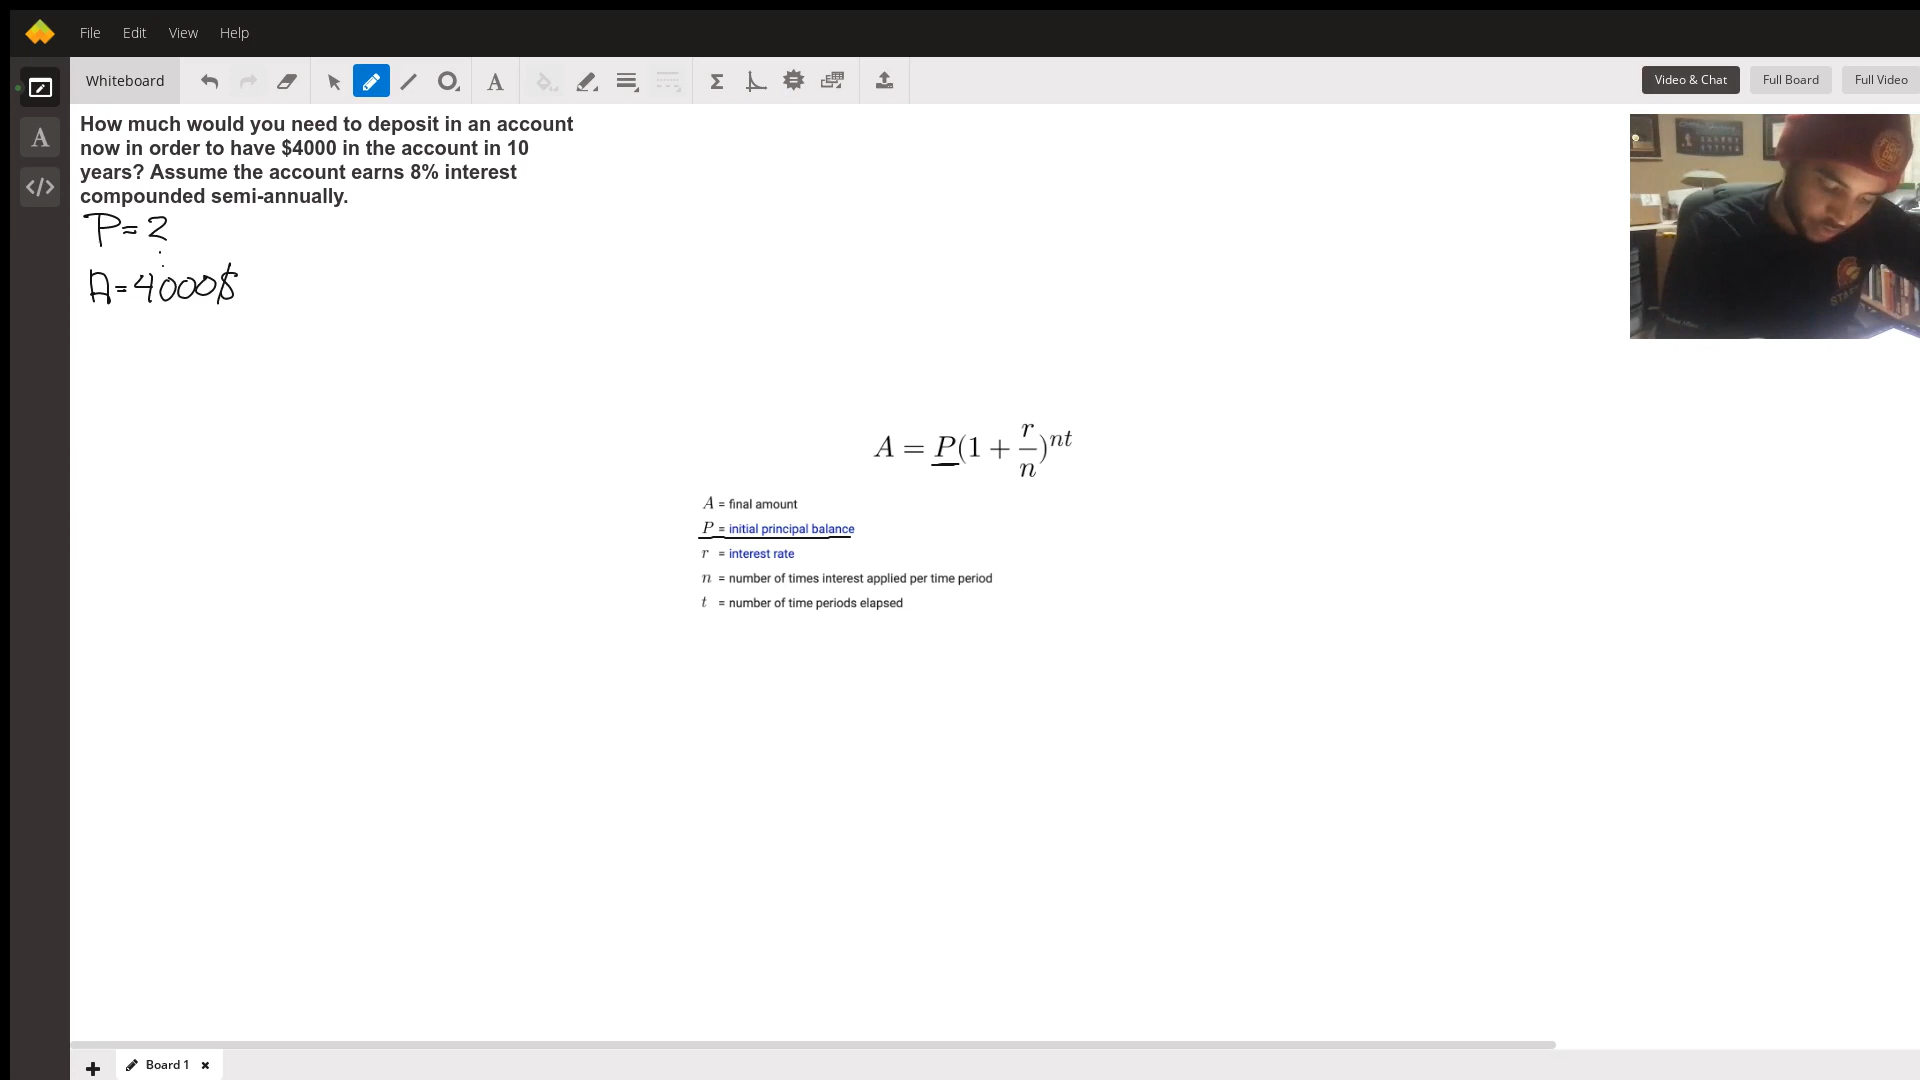 File Edit View Help
Whiteboard
A
Σ
Video & Chat
Full Board
Full Video
A
</>
How much would you need to deposit in an account
now in order to have $4000 in the account in 10
years? Assume the account earns 8% interest
compounded semi-annually.
P = ?
A = 4000$
A = P(1 + r/n)^nt
A = final amount
P = initial principal balance
r = interest rate
n = number of times interest applied per time period
t = number of time periods elapsed
Board 1